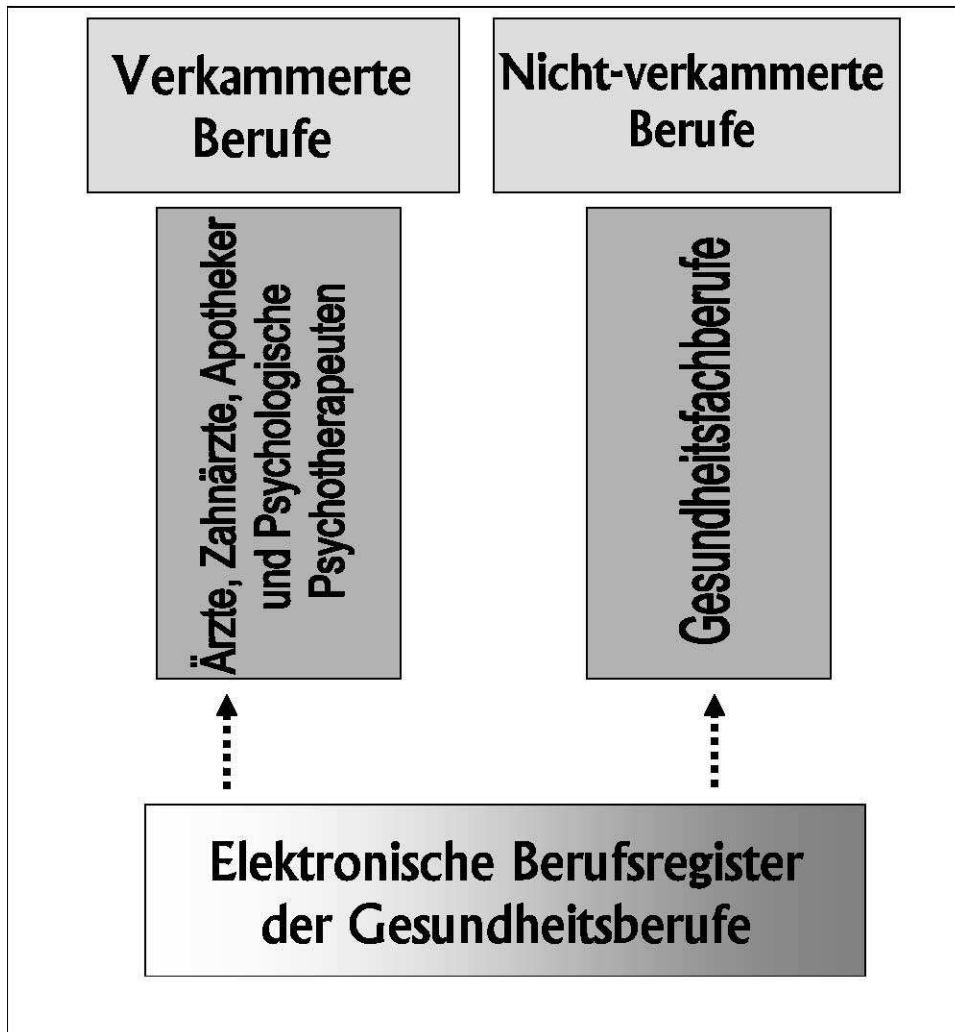 Verkammerte
Berufe
Nicht-verkammerte
Berufe
Ärzte, Zahnärzte, Apotheker
und Psychologische
Psychotherapeuten
Gesundheitsfachberufe
Elektronische Berufsregister
der Gesundheitsberufe